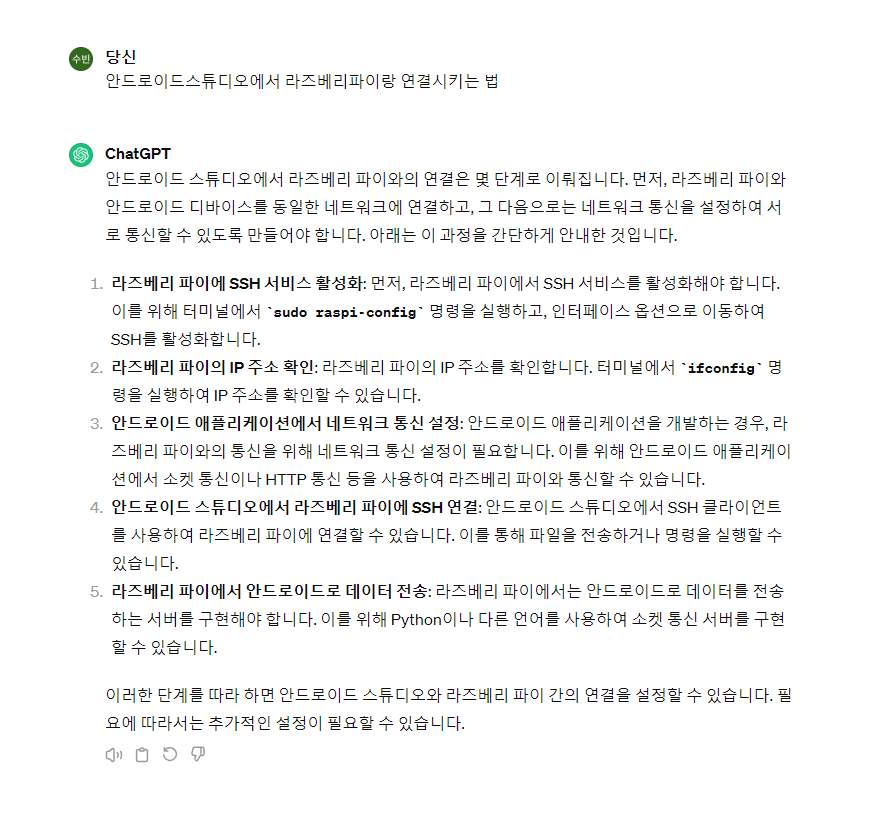 수빈
당신
안드로이드스튜디오에서 라즈베리파이랑 연결시키는 법
ChatGPT
안드로이드 스튜디오에서 라즈베리 파이와의 연결은 몇 단계로 이뤄집니다. 먼저, 라즈베리 파이와
안드로이드 디바이스를 동일한 네트워크에 연결하고, 그 다음으로는 네트워크 통신을 설정하여 서
로 통신할 수 있도록 만들어야 합니다. 아래는 이 과정을 간단하게 안내한 것입니다.
1. 라즈베리 파이에 SSH 서비스 활성화: 먼저, 라즈베리 파이에서 SSH 서비스를 활성화해야 합니다.
이를 위해 터미널에서 `sudo raspi-config` 명령을 실행하고, 인터페이스 옵션으로 이동하여
SSH를 활성화합니다.
2. 라즈베리 파이의 IP 주소 확인: 라즈베리 파이의 IP 주소를 확인합니다. 터미널에서 `ifconfig` 명
령을 실행하여 IP 주소를 확인할 수 있습니다.
3. 안드로이드 애플리케이션에서 네트워크 통신 설정: 안드로이드 애플리케이션을 개발하는 경우, 라
즈베리 파이와의 통신을 위해 네트워크 통신 설정이 필요합니다. 이를 위해 안드로이드 애플리케이
션에서 소켓 통신이나 HTTP 통신 등을 사용하여 라즈베리 파이와 통신할 수 있습니다.
4. 안드로이드 스튜디오에서 라즈베리 파이에 SSH 연결: 안드로이드 스튜디오에서 SSH 클라이언트
를 사용하여 라즈베리 파이에 연결할 수 있습니다. 이를 통해 파일을 전송하거나 명령을 실행할 수
있습니다.
5. 라즈베리 파이에서 안드로이드로 데이터 전송: 라즈베리 파이에서는 안드로이드로 데이터를 전송
하는 서버를 구현해야 합니다. 이를 위해 Python이나 다른 언어를 사용하여 소켓 통신 서버를 구현
할 수 있습니다.
이러한 단계를 따라 하면 안드로이드 스튜디오와 라즈베리 파이 간의 연결을 설정할 수 있습니다. 필
요에 따라서는 추가적인 설정이 필요할 수 있습니다.